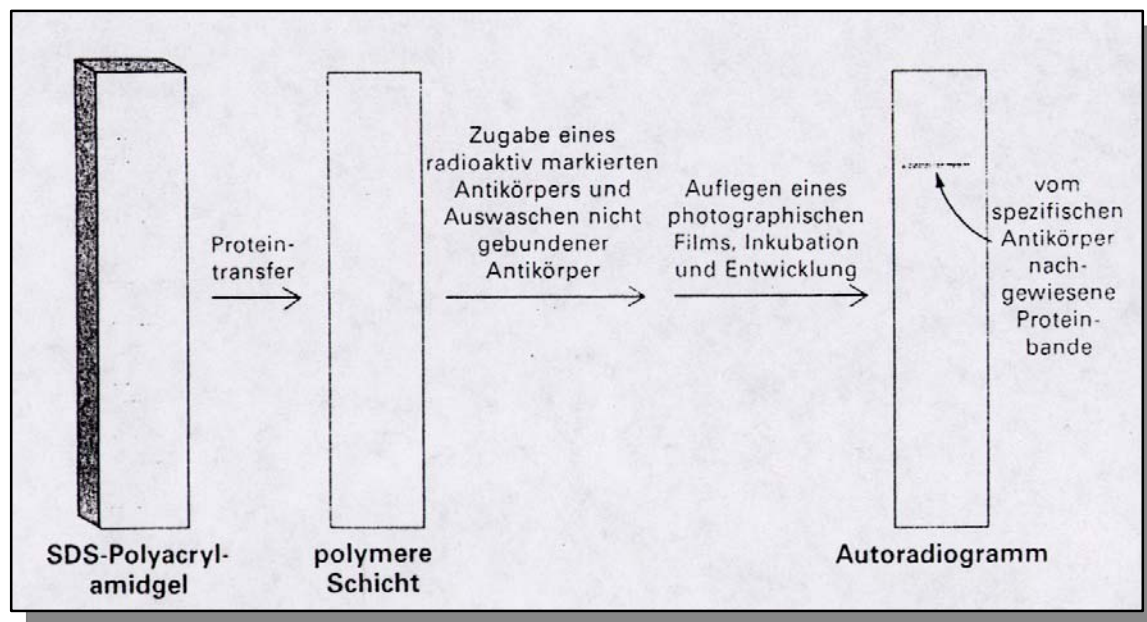 Protein-
transfer
Zugabe eines
radioaktiv markierten
Antikörpers und
Auswaschen nicht
gebundener
Antikörper
Auflegen eines
photographischen
Films, Inkubation
und Entwicklung
vom
spezifischen
Antikörper
nach-
gewiesene
Protein-
bande
SDS-Polyacryl-
amidgel
polymere
Schicht
Autoradiogramm